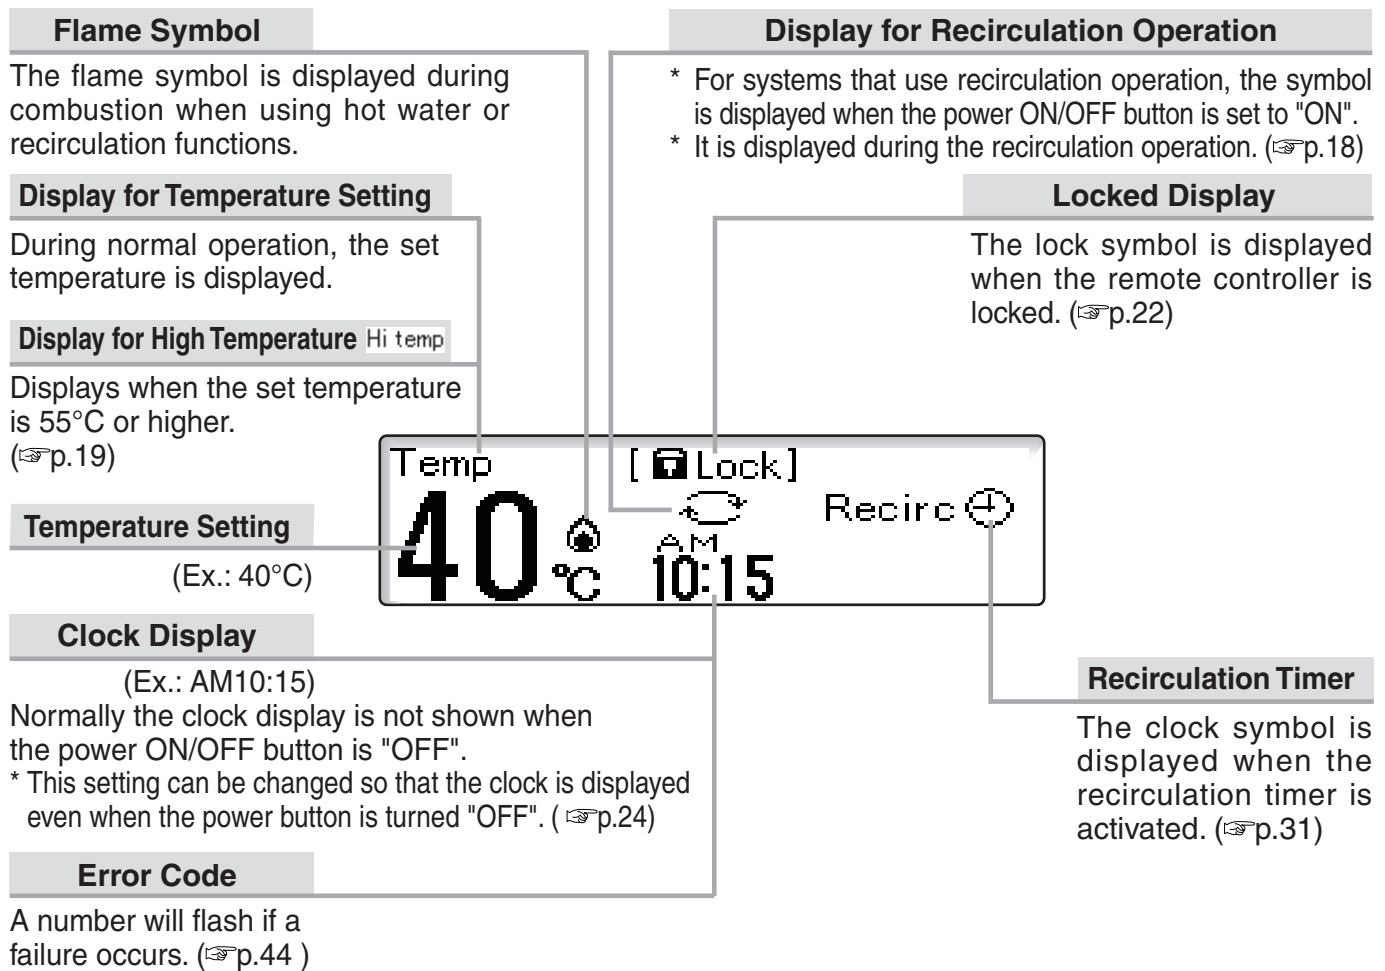 Flame Symbol
The flame symbol is displayed during
combustion when using hot water or
recirculation functions.
Display for Temperature Setting
During normal operation, the set
temperature is displayed.
Display for High Temperature Hi temp
Displays when the set temperature
is 55°C or higher.
(☞p.19)
Temperature Setting
(Ex.: 40°C)
Clock Display
(Ex.: AM10:15)
Normally the clock display is not shown when
the power ON/OFF button is "OFF".
* This setting can be changed so that the clock is displayed
even when the power button is turned "OFF". ( ☞p.24)
Error Code
A number will flash if a
failure occurs. (☞p.44 )
Display for Recirculation Operation
* For systems that use recirculation operation, the symbol
is displayed when the power ON/OFF button is set to "ON".
* It is displayed during the recirculation operation. (☞p.18)
Locked Display
The lock symbol is displayed
when the remote controller is
locked. (☞p.22)
Temp [ Lock]
Recirc
40 °C AM
10:15
Recirculation Timer
The clock symbol is
displayed when the
recirculation timer is
activated. (☞p.31)